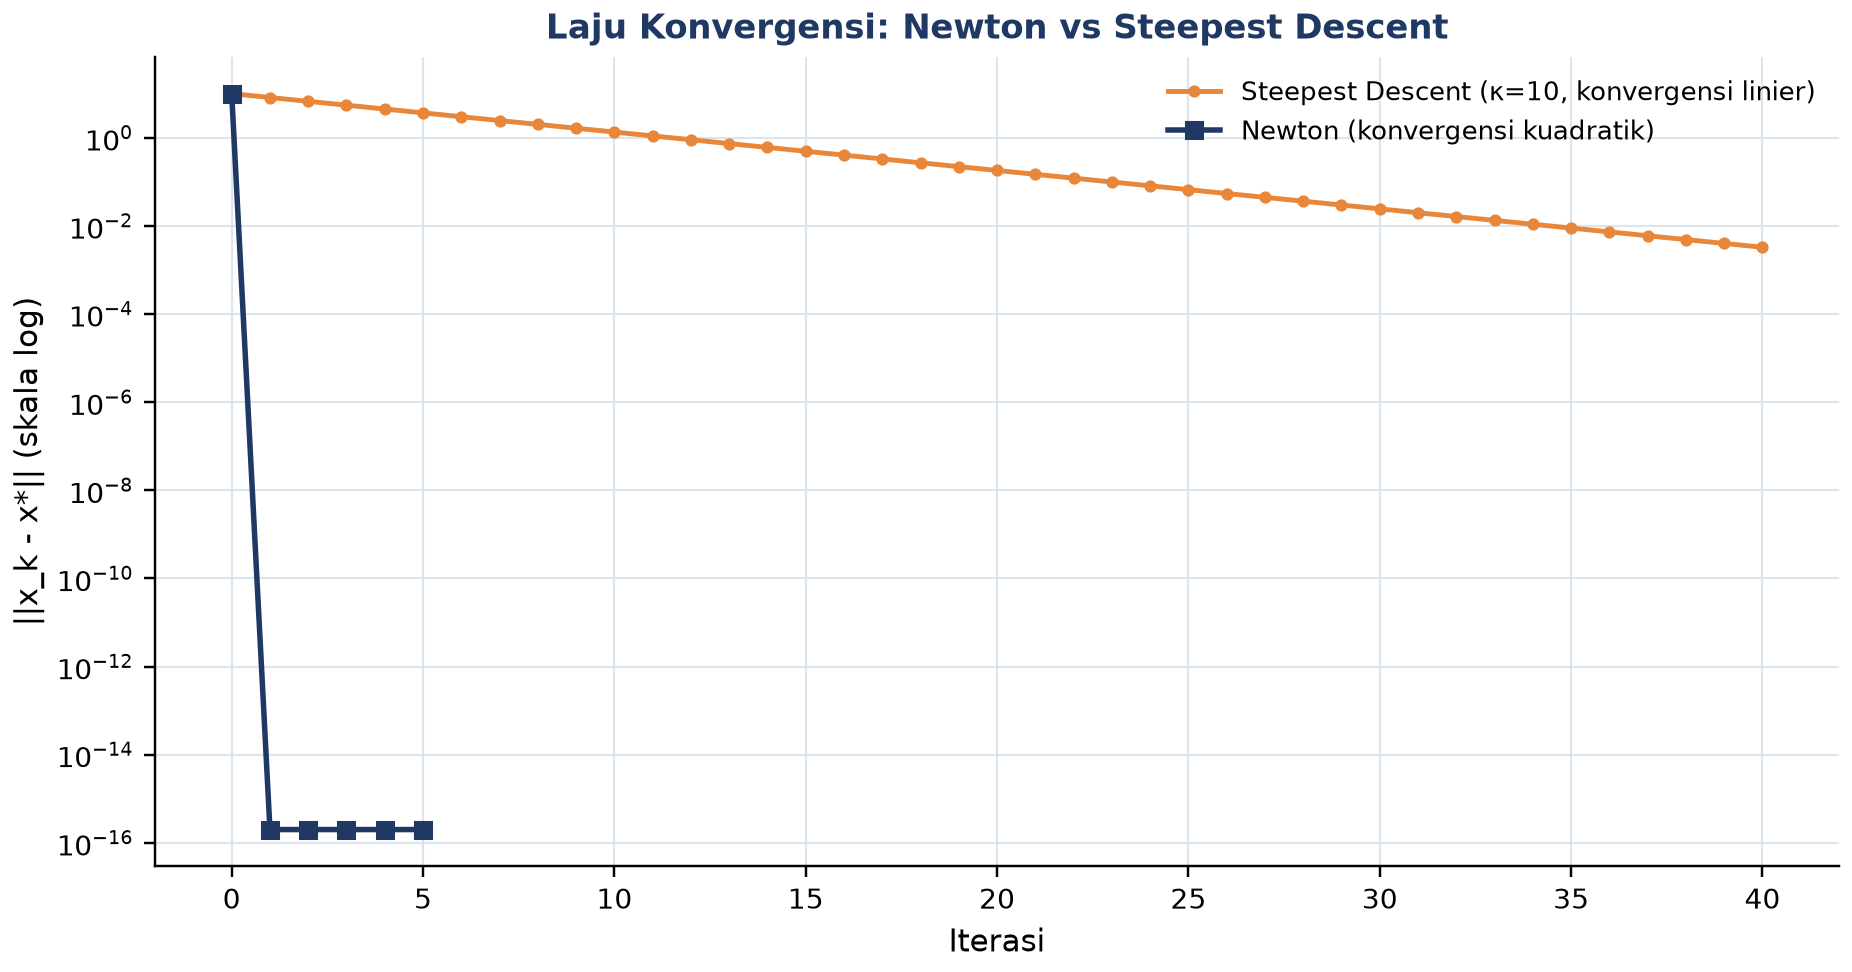 Laju Konvergensi: Newton vs Steepest Descent
Steepest Descent (κ=10, konvergensi linier)
Newton (konvergensi kuadratik)
||x_k - x*|| (skala log)
10⁰
10⁻²
10⁻⁴
10⁻⁶
10⁻⁸
10⁻¹⁰
10⁻¹²
10⁻¹⁴
10⁻¹⁶
0 5 10 15 20 25 30 35 40
Iterasi